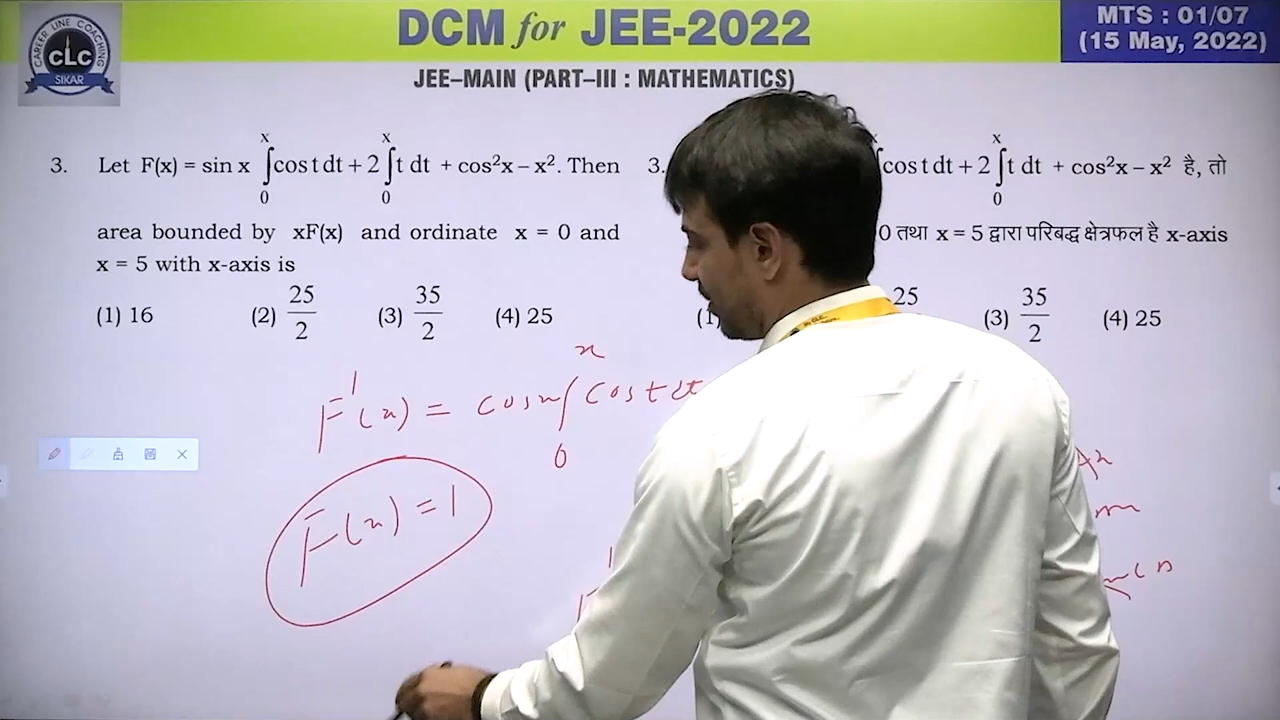 CAREER LINE COACHING
CLC
SIKAR
DCM for JEE-2022
MTS : 01/07
(15 May, 2022)
JEE–MAIN (PART–III : MATHEMATICS)
3. Let F(x) = sin x ∫₀ˣ cos t dt + 2 ∫₀ˣ t dt + cos²x – x². Then
area bounded by xF(x) and ordinate x = 0 and
x = 5 with x-axis is
(1) 16 (2) 25/2 (3) 35/2 (4) 25
3. ∫ cos t dt + 2 ∫₀ˣ t dt + cos²x – x² है, तो
0 तथा x = 5 द्वारा परिबद्ध क्षेत्रफल है x-axis
(1) 25 (3) 35/2 (4) 25
F'(x) = cosx ∫₀ˣ cos t dt
F(x) = 1